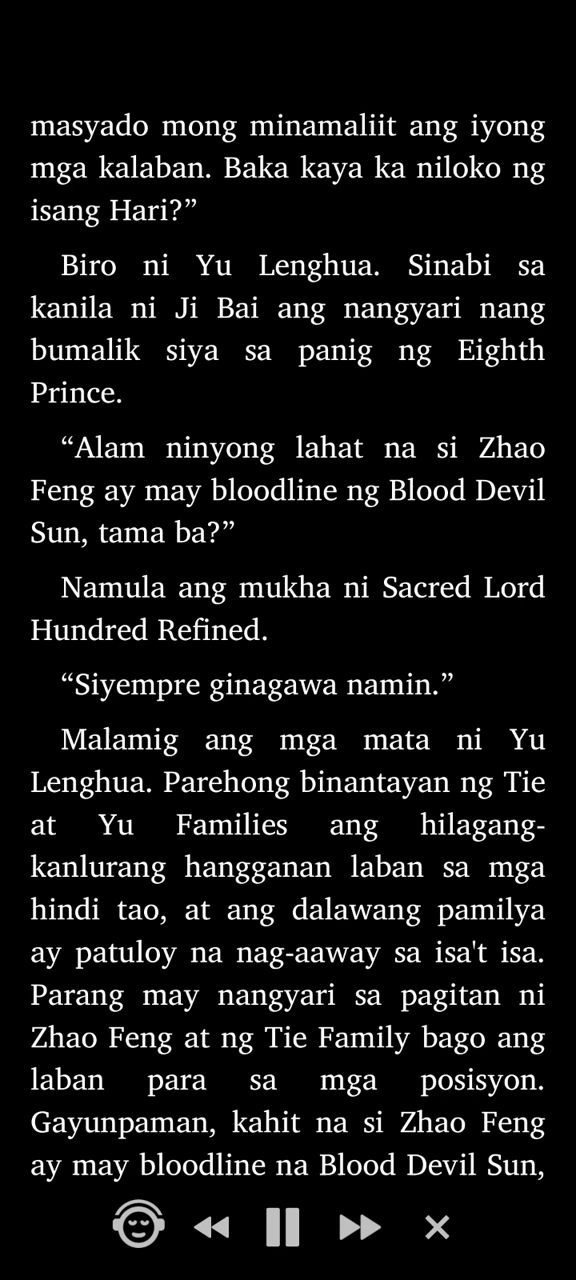 masyado mong minamaliit ang iyong
mga kalaban. Baka kaya ka niloko ng
isang Hari?”
Biro ni Yu Lenghua. Sinabi sa
kanila ni Ji Bai ang nangyari nang
bumalik siya sa panig ng Eighth
Prince.
“Alam ninyong lahat na si Zhao
Feng ay may bloodline ng Blood Devil
Sun, tama ba?”
Namula ang mukha ni Sacred Lord
Hundred Refined.
“Siyempre ginagawa namin.”
Malamig ang mga mata ni Yu
Lenghua. Parehong binantayan ng Tie
at Yu Families ang hilagang-
kanlurang hangganan laban sa mga
hindi tao, at ang dalawang pamilya
ay patuloy na nag-aaway sa isa't isa.
Parang may nangyari sa pagitan ni
Zhao Feng at ng Tie Family bago ang
laban para sa mga posisyon.
Gayunpaman, kahit na si Zhao Feng
ay may bloodline na Blood Devil Sun,